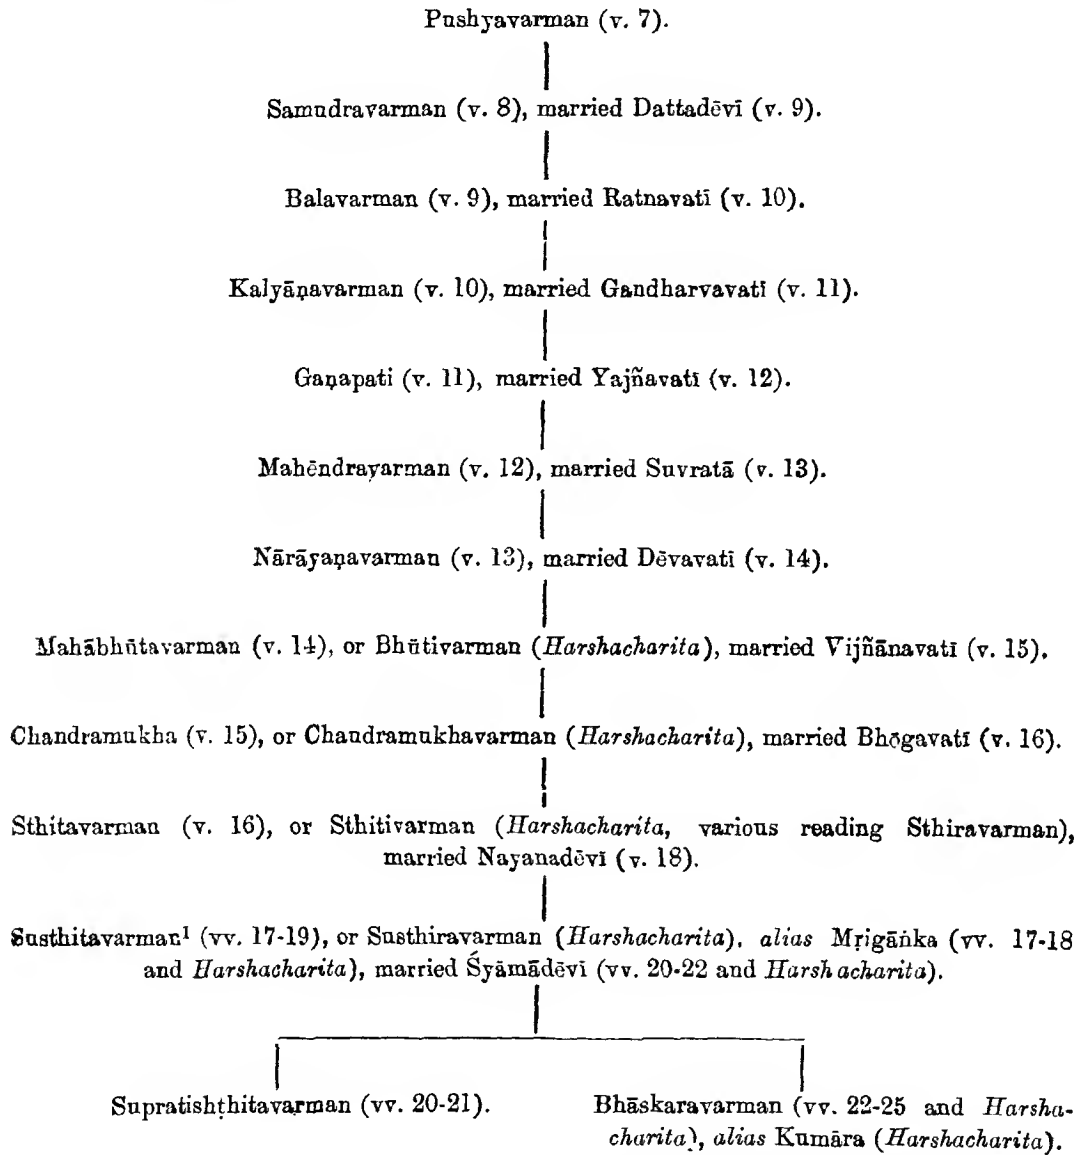 Pushyavarman (v. 7).
Samudravarman (v. 8), married Dattadēvī (v. 9).
Balavarman (v. 9), married Ratnavatī (v. 10).
Kalyāṇavarman (v. 10), married Gandharvavatī (v. 11).
Gaṇapati (v. 11), married Yajñavatī (v. 12).
Mahēndravarman (v. 12), married Suvratā (v. 13).
Nārāyaṇavarman (v. 13), married Dēvavatī (v. 14).
Mahābhūtavarman (v. 14), or Bhūtivarman (Harshacharita), married Vijñānavatī (v. 15).
Chandramukha (v. 15), or Chandramukhavarman (Harshacharita), married Bhōgavatī (v. 16).
Sthitavarman (v. 16), or Sthitivarman (Harshacharita, various reading Sthiravarman),
married Nayanadēvī (v. 18).
Susthitavarman¹ (vv. 17-19), or Susthiravarman (Harshacharita), alias Mṛigāṅka (vv. 17-18
and Harshacharita), married Śyāmādēvī (vv. 20-22 and Harshacharita).
Supratishṭhitavarman (vv. 20-21).
Bhāskaravarman (vv. 22-25 and Harsha-
charita), alias Kumāra (Harshacharita).